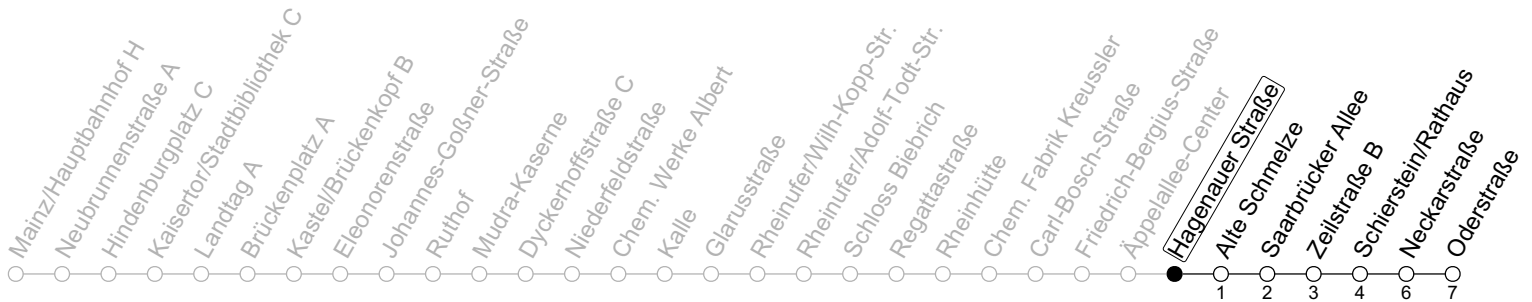 Mainz/Hauptbahnhof H
Neubrunnenstraße A
Hindenburgplatz C
Kaisertor/Stadtbibliothek C
Landtag A
Brückenplatz A
Kastel/Brückenkopf B
Eleonorenstraße
Johannes-Goßner-Straße
Ruthof
Mudra-Kaserne
Dyckerhoffstraße C
Niederfeldstraße
Chem. Werke Albert
Kalle
Glarusstraße
Rheinufer/Wilh-Kopp-Str.
Rheinufer/Adolf-Todt-Str.
Schloss Biebrich
Regattastraße
Rheinhütte
Chem. Fabrik Kreussler
Carl-Bosch-Straße
Friedrich-Bergius-Straße
Äppelallee-Center
Hagenauer Straße
Alte Schmelze
Saarbrücker Allee
Zeilstraße B
Schierstein/Rathaus
Neckarstraße
Oderstraße
1 2 3 4 6 7